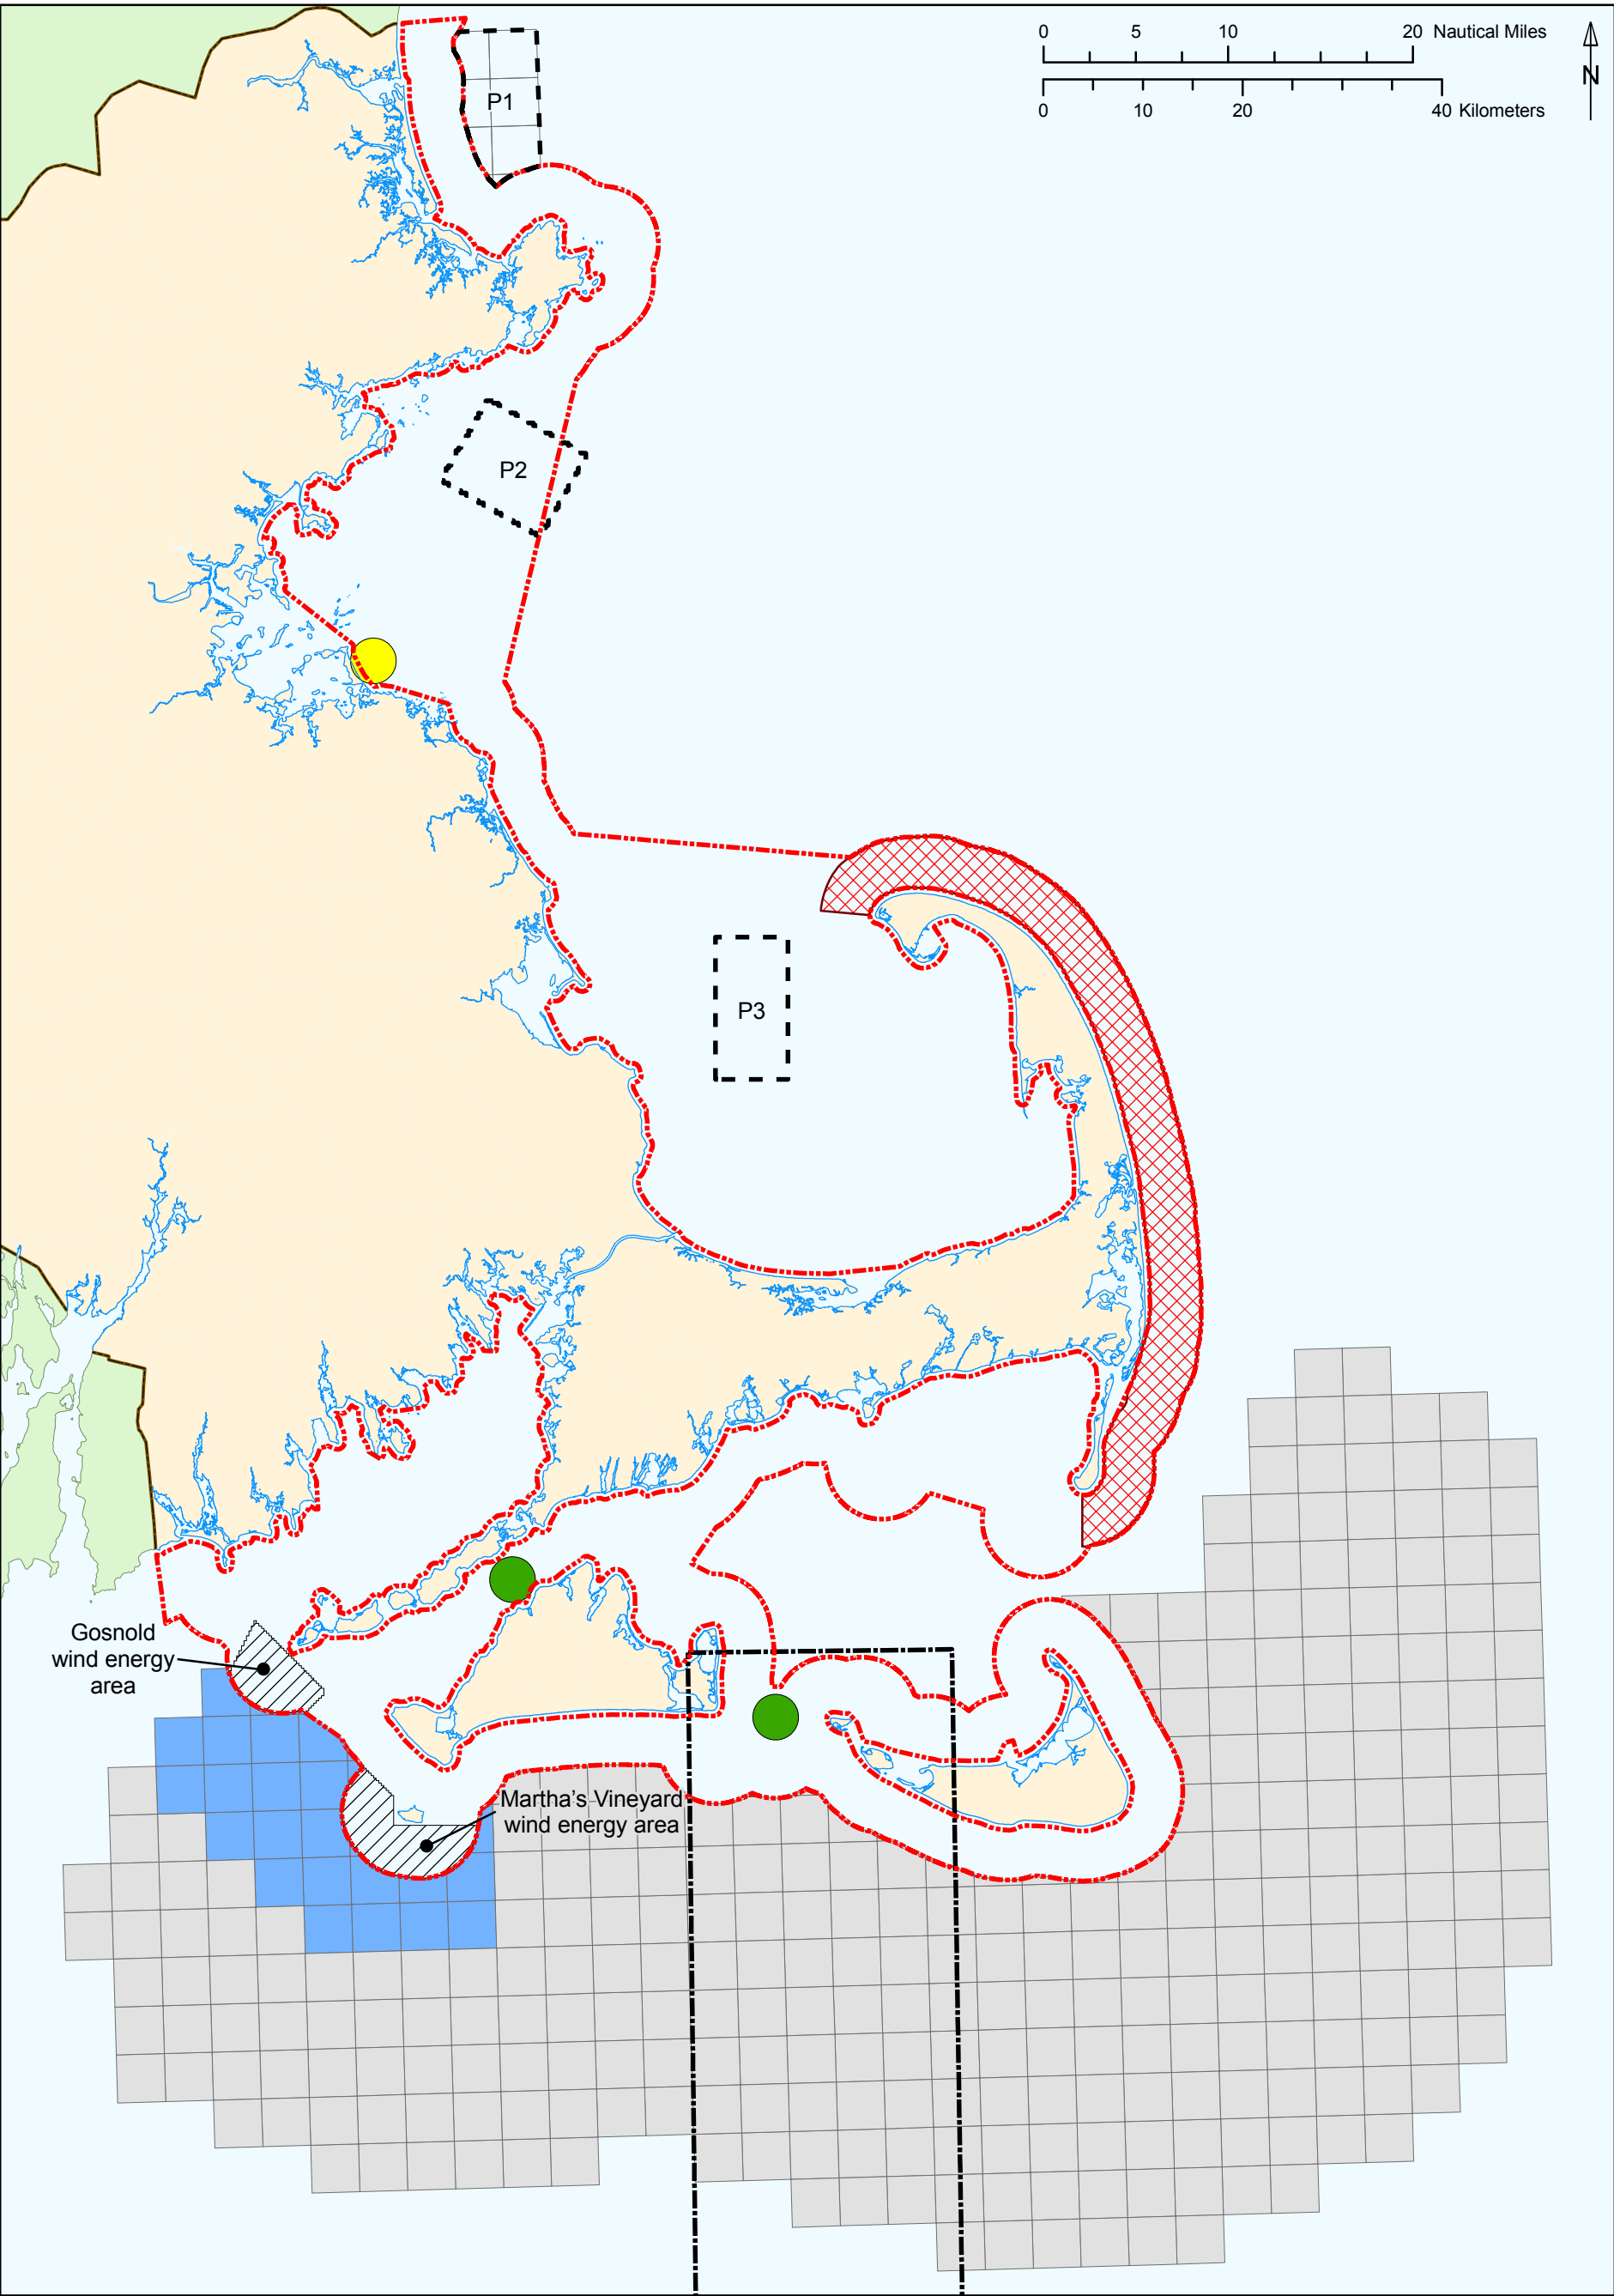 0 5 10 20 Nautical Miles
0 10 20 40 Kilometers
N
P1
P2
P3
Gosnold
wind energy
area
Martha's Vineyard
wind energy area